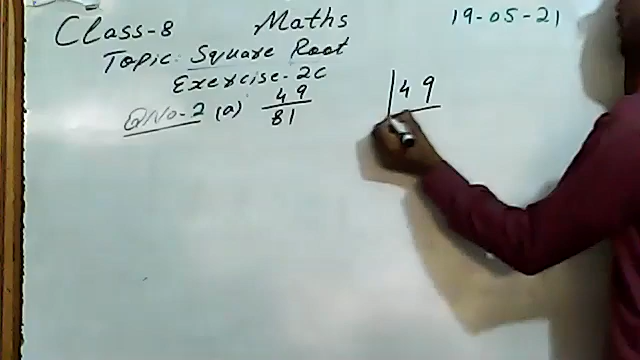 Class-8 Maths 19-05-21
Topic: Square Root
Exercise-2c
QNo-2 (a) 49
81
49